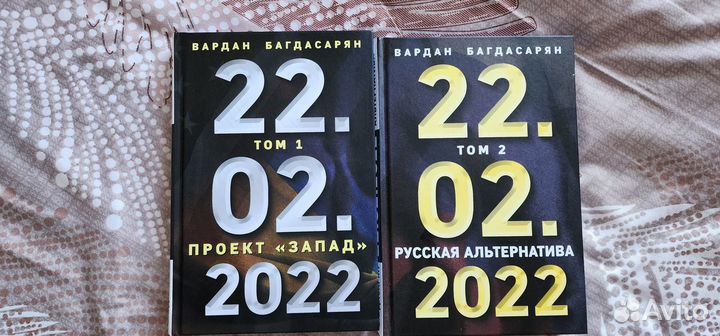 ВАРДАН БАГДАСАРЯН
22.
ТОМ 1
02.
ПРОЕКТ «ЗАПАД»
2022
ВАРДАН БАГДАСАРЯН
22.
ТОМ 2
02.
РУССКАЯ АЛЬТЕРНАТИВА
2022
Avito